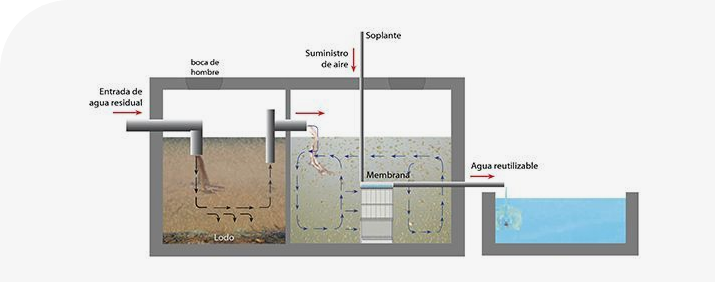 Soplante
Suministro
de aire
boca de
hombre
Entrada de
agua residual
Membrana
Agua reutilizable
Lodo